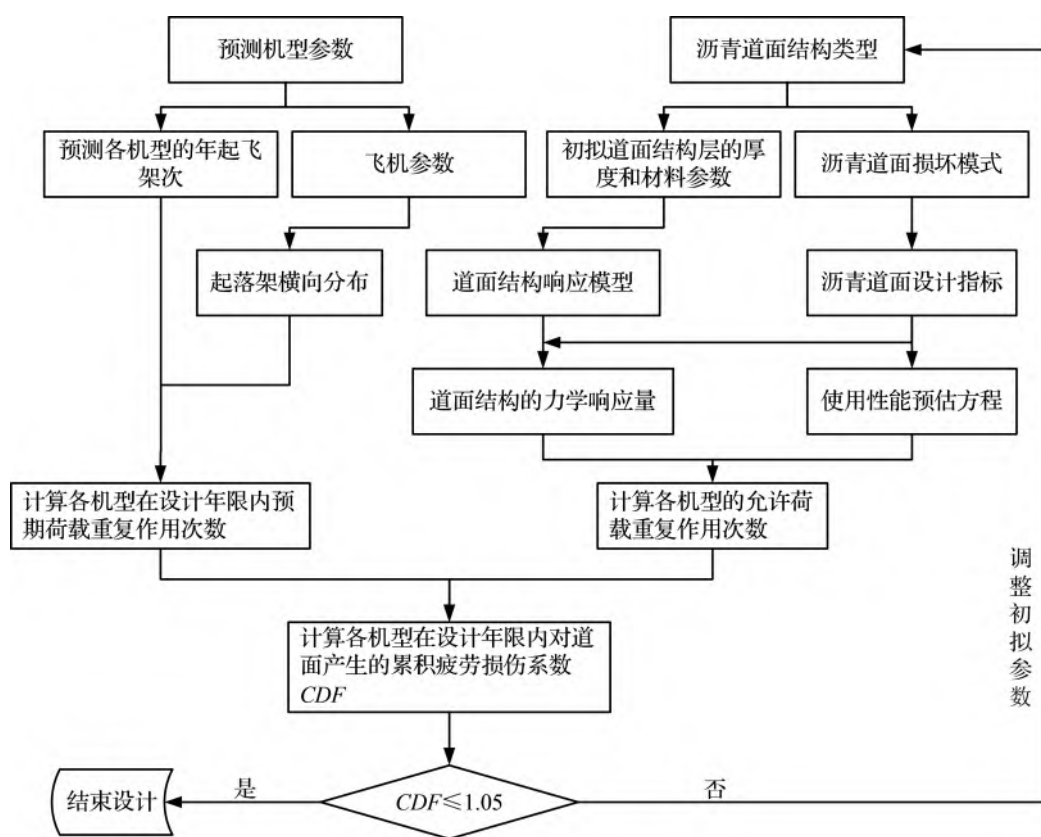 预测机型参数
沥青道面结构类型
预测各机型的年起飞
架次
飞机参数
初拟道面结构层的厚
度和材料参数
沥青道面损坏模式
起落架横向分布
道面结构响应模型
沥青道面设计指标
道面结构的力学响应量
使用性能预估方程
计算各机型在设计年限内预
期荷载重复作用次数
计算各机型的允许荷
载重复作用次数
调整初拟参数
计算各机型在设计年限内对道
面产生的累积疲劳损伤系数
CDF
结束设计
是
CDF≤1.05
否